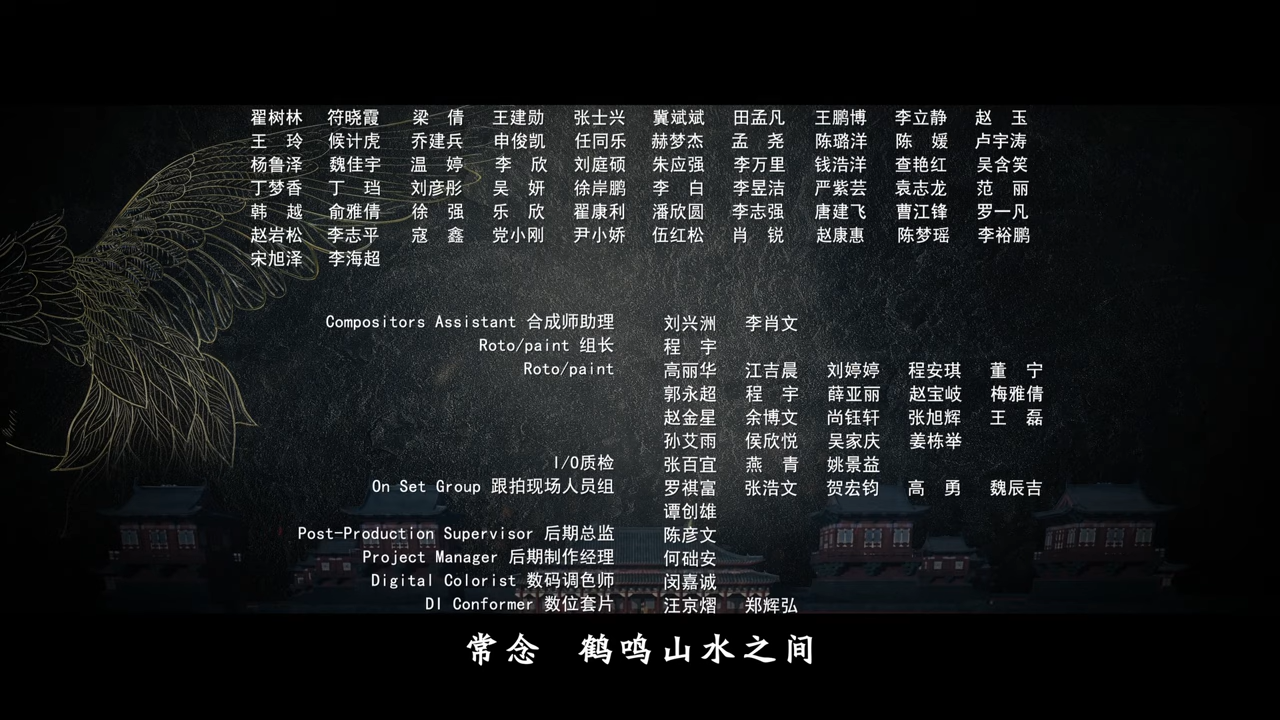 翟树林 符晓霞 梁 倩 王建勋 张士兴 冀斌斌 田孟凡 王鹏博 李立静 赵 玉
王 玲 候计虎 乔建兵 申俊凯 任同乐 赫梦杰 孟 尧 陈璐洋 陈 媛 卢宇涛
杨鲁泽 魏佳宇 温 婷 李 欣 刘庭硕 朱应强 李万里 钱浩洋 查艳红 吴含笑
丁梦香 丁 珰 刘彦彤 吴 妍 徐岸鹏 李 白 李昱洁 严紫芸 袁志龙 范 丽
韩 越 俞雅倩 徐 强 乐 欣 翟康利 潘欣圆 李志强 唐建飞 曹江锋 罗一凡
赵岩松 李志平 寇 鑫 党小刚 尹小娇 伍红松 肖 锐 赵康惠 陈梦瑶 李裕鹏
宋旭泽 李海超
Compositors Assistant 合成师助理 刘兴洲 李肖文
Roto/paint 组长 程 宇
Roto/paint 高丽华 江吉晨 刘婷婷 程安琪 董 宁
郭永超 程 宇 薛亚丽 赵宝岐 梅雅倩
赵金星 余博文 尚钰轩 张旭辉 王 磊
孙艾雨 侯欣悦 吴家庆 姜栋举
I/O质检 张百宜 燕 青 姚景益
On Set Group 跟拍现场人员组 罗祺富 张浩文 贺宏钧 高 勇 魏辰吉
谭创雄
Post-Production Supervisor 后期总监 陈彦文
Project Manager 后期制作经理 何础安
Digital Colorist 数码调色师 闵嘉诚
DI Conformer 数位套片 汪京熠 郑辉弘
常念 鹤鸣山水之间